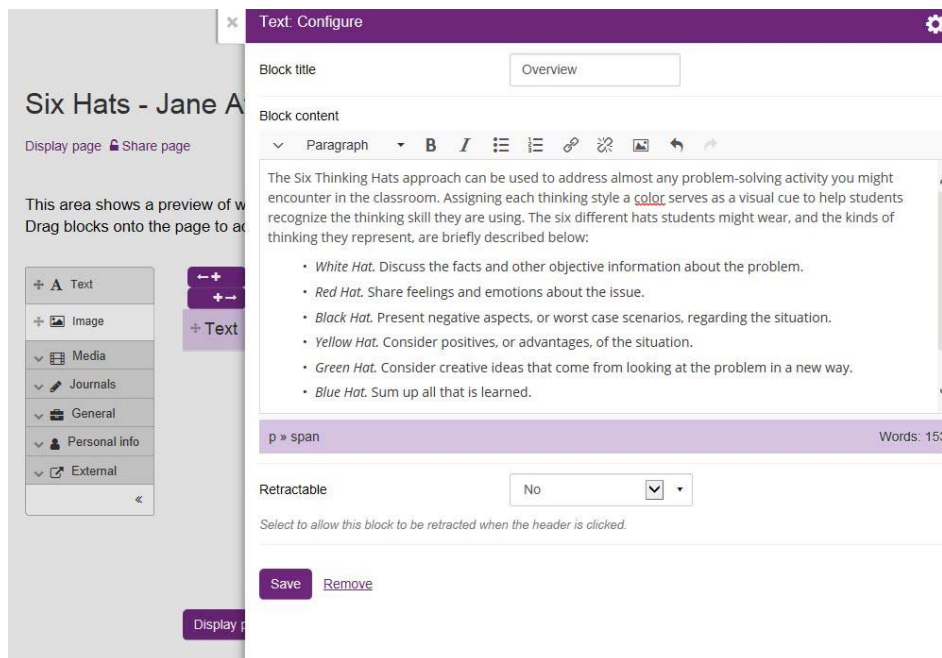 ×
Text: Configure
Six Hats - Jane A
Display page Share page
This area shows a preview of w
Drag blocks onto the page to a
Text
Image
Media
Journals
General
Personal info
External
«
Text
Display p
Block title
Overview
Block content
Paragraph B I
The Six Thinking Hats approach can be used to address almost any problem-solving activity you might
encounter in the classroom. Assigning each thinking style a color serves as a visual cue to help students
recognize the thinking skill they are using. The six different hats students might wear, and the kinds of
thinking they represent, are briefly described below:
• White Hat. Discuss the facts and other objective information about the problem.
• Red Hat. Share feelings and emotions about the issue.
• Black Hat. Present negative aspects, or worst case scenarios, regarding the situation.
• Yellow Hat. Consider positives, or advantages, of the situation.
• Green Hat. Consider creative ideas that come from looking at the problem in a new way.
• Blue Hat. Sum up all that is learned.
p » span
Words: 153
Retractable
No
Select to allow this block to be retracted when the header is clicked.
Save
Remove